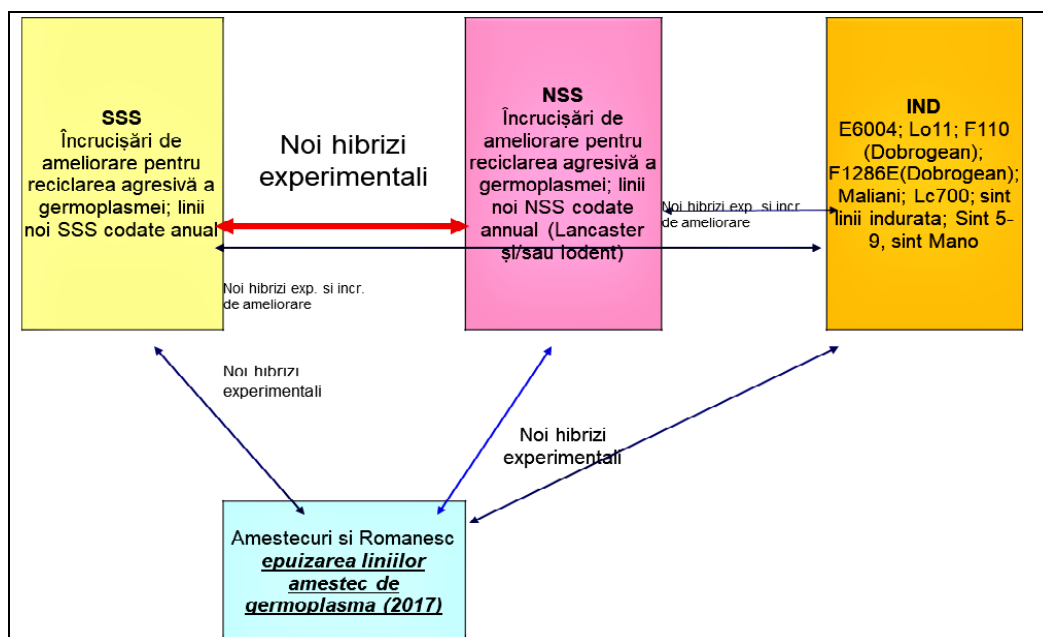 SSS
Încrucișări de
ameliorare pentru
reciclarea agresivă a
germoplasmei; linii
noi SSS codate anual
Noi hibrizi
experimentali
NSS
Încrucișări de
ameliorare pentru
reciclarea agresivă a
germoplasmei; linii
noi NSS codate
annual (Lancaster
și/sau Iodent)
Noi hibrizi exp. si incr.
de ameliorare
IND
E6004; Lo11; F110
(Dobrogean);
F1286E(Dobrogean);
Maliani; Lc700; sint
linii indurata; Sint 5-
9, sint Mano
Noi hibrizi exp. si incr.
de ameliorare
Noi hibrizi
experimentali
Noi hibrizi
experimentali
Amestecuri si Romanesc
epuizarea liniilor
amestec de
germoplasma (2017)